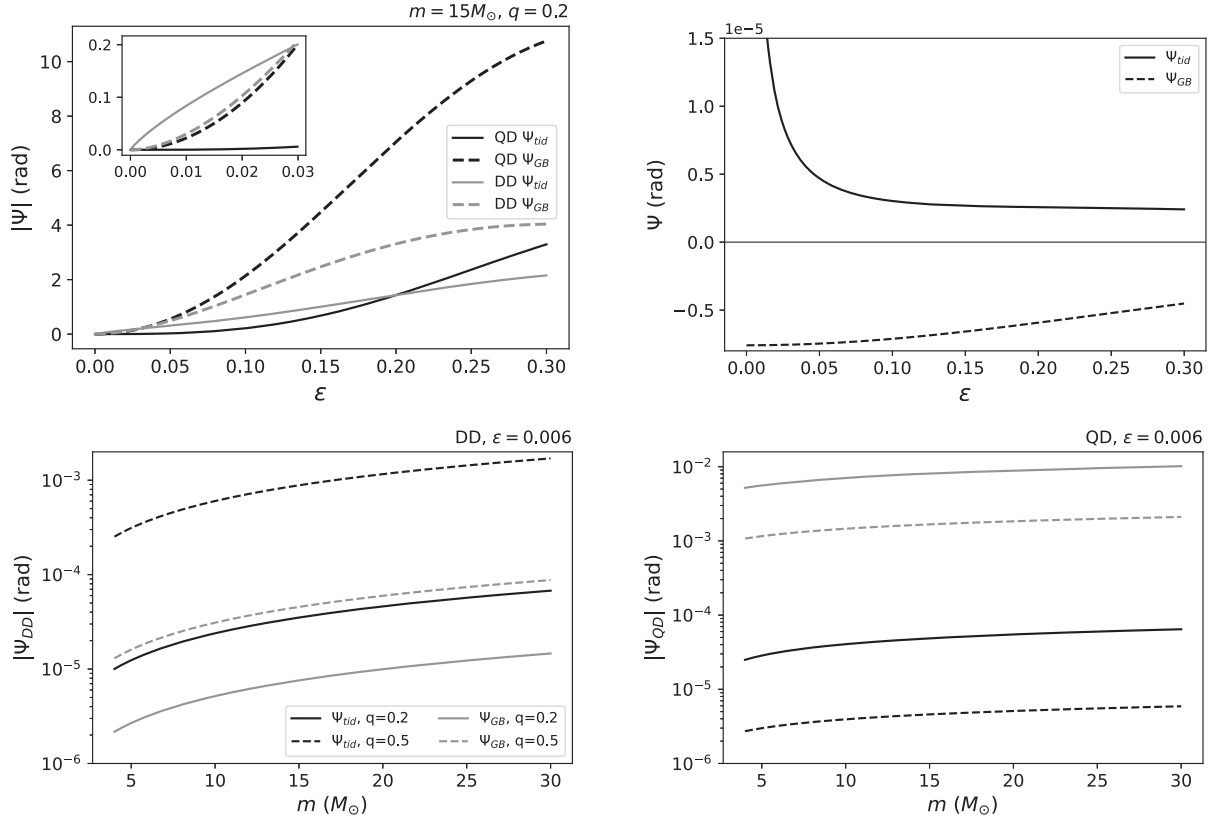 m = 15M⊙, q = 0.2
|Ψ| (rad)
10
8
6
4
2
0
0.2
0.1
0.0
0.00 0.01 0.02 0.03
QD Ψtid
QD ΨGB
DD Ψtid
DD ΨGB
0.00 0.05 0.10 0.15 0.20 0.25 0.30
ε
1e−5
Ψ (rad)
1.5
1.0
0.5
0.0
−0.5
Ψtid
ΨGB
0.00 0.05 0.10 0.15 0.20 0.25 0.30
ε
DD, ε = 0.006
|ΨDD| (rad)
10−3
10−4
10−5
10−6
Ψtid, q=0.2 ΨGB, q=0.2
Ψtid, q=0.5 ΨGB, q=0.5
5 10 15 20 25 30
m (M⊙)
QD, ε = 0.006
|ΨQD| (rad)
10−2
10−3
10−4
10−5
10−6
5 10 15 20 25 30
m (M⊙)